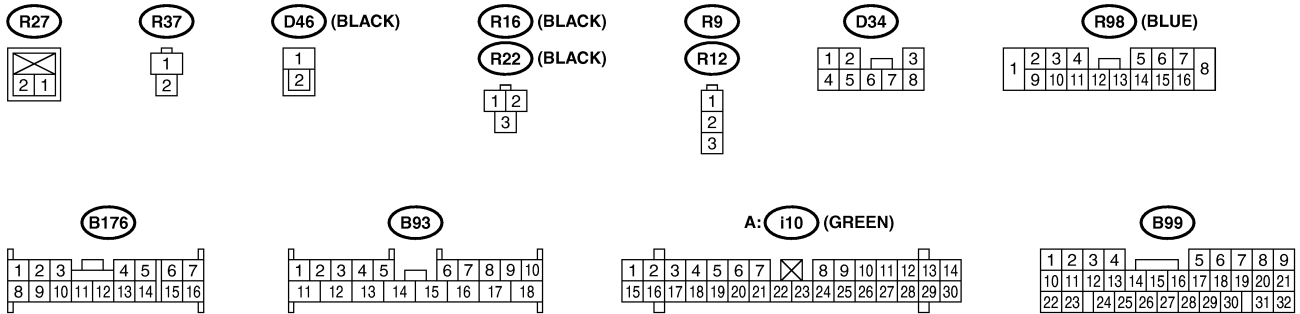 R27 R37 D46 (BLACK) R16 (BLACK) R9 D34 R98 (BLUE)
R22 (BLACK) R12
1
2
1
2 1
2
1
2
1 2
3
1
2
3
1 2 3
4 5 6 7 8
1 2 3 4 5 6 7 8
9 10 11 12 13 14 15 16
B176 B93 A: i10 (GREEN) B99
1 2 3 4 5 6 7
8 9 10 11 12 13 14 15 16
1 2 3 4 5 6 7 8 9 10
11 12 13 14 15 16 17 18
1 2 3 4 5 6 7 8 9 10 11 12 13 14
15 16 17 18 19 20 21 22 23 24 25 26 27 28 29 30
1 2 3 4 5 6 7 8 9
10 11 12 13 14 15 16 17 18 19 20 21
22 23 24 25 26 27 28 29 30 31 32